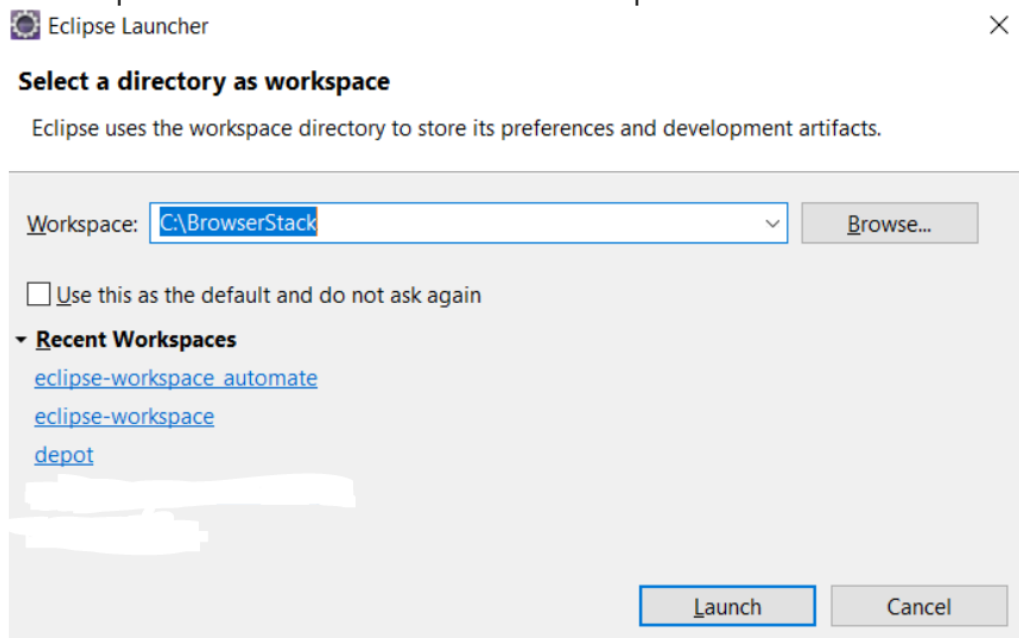 Eclipse Launcher
Select a directory as workspace
Eclipse uses the workspace directory to store its preferences and development artifacts.
Workspace: C:\BrowserStack Browse...
Use this as the default and do not ask again
Recent Workspaces
eclipse-workspace_automate
eclipse-workspace
depot
Launch Cancel